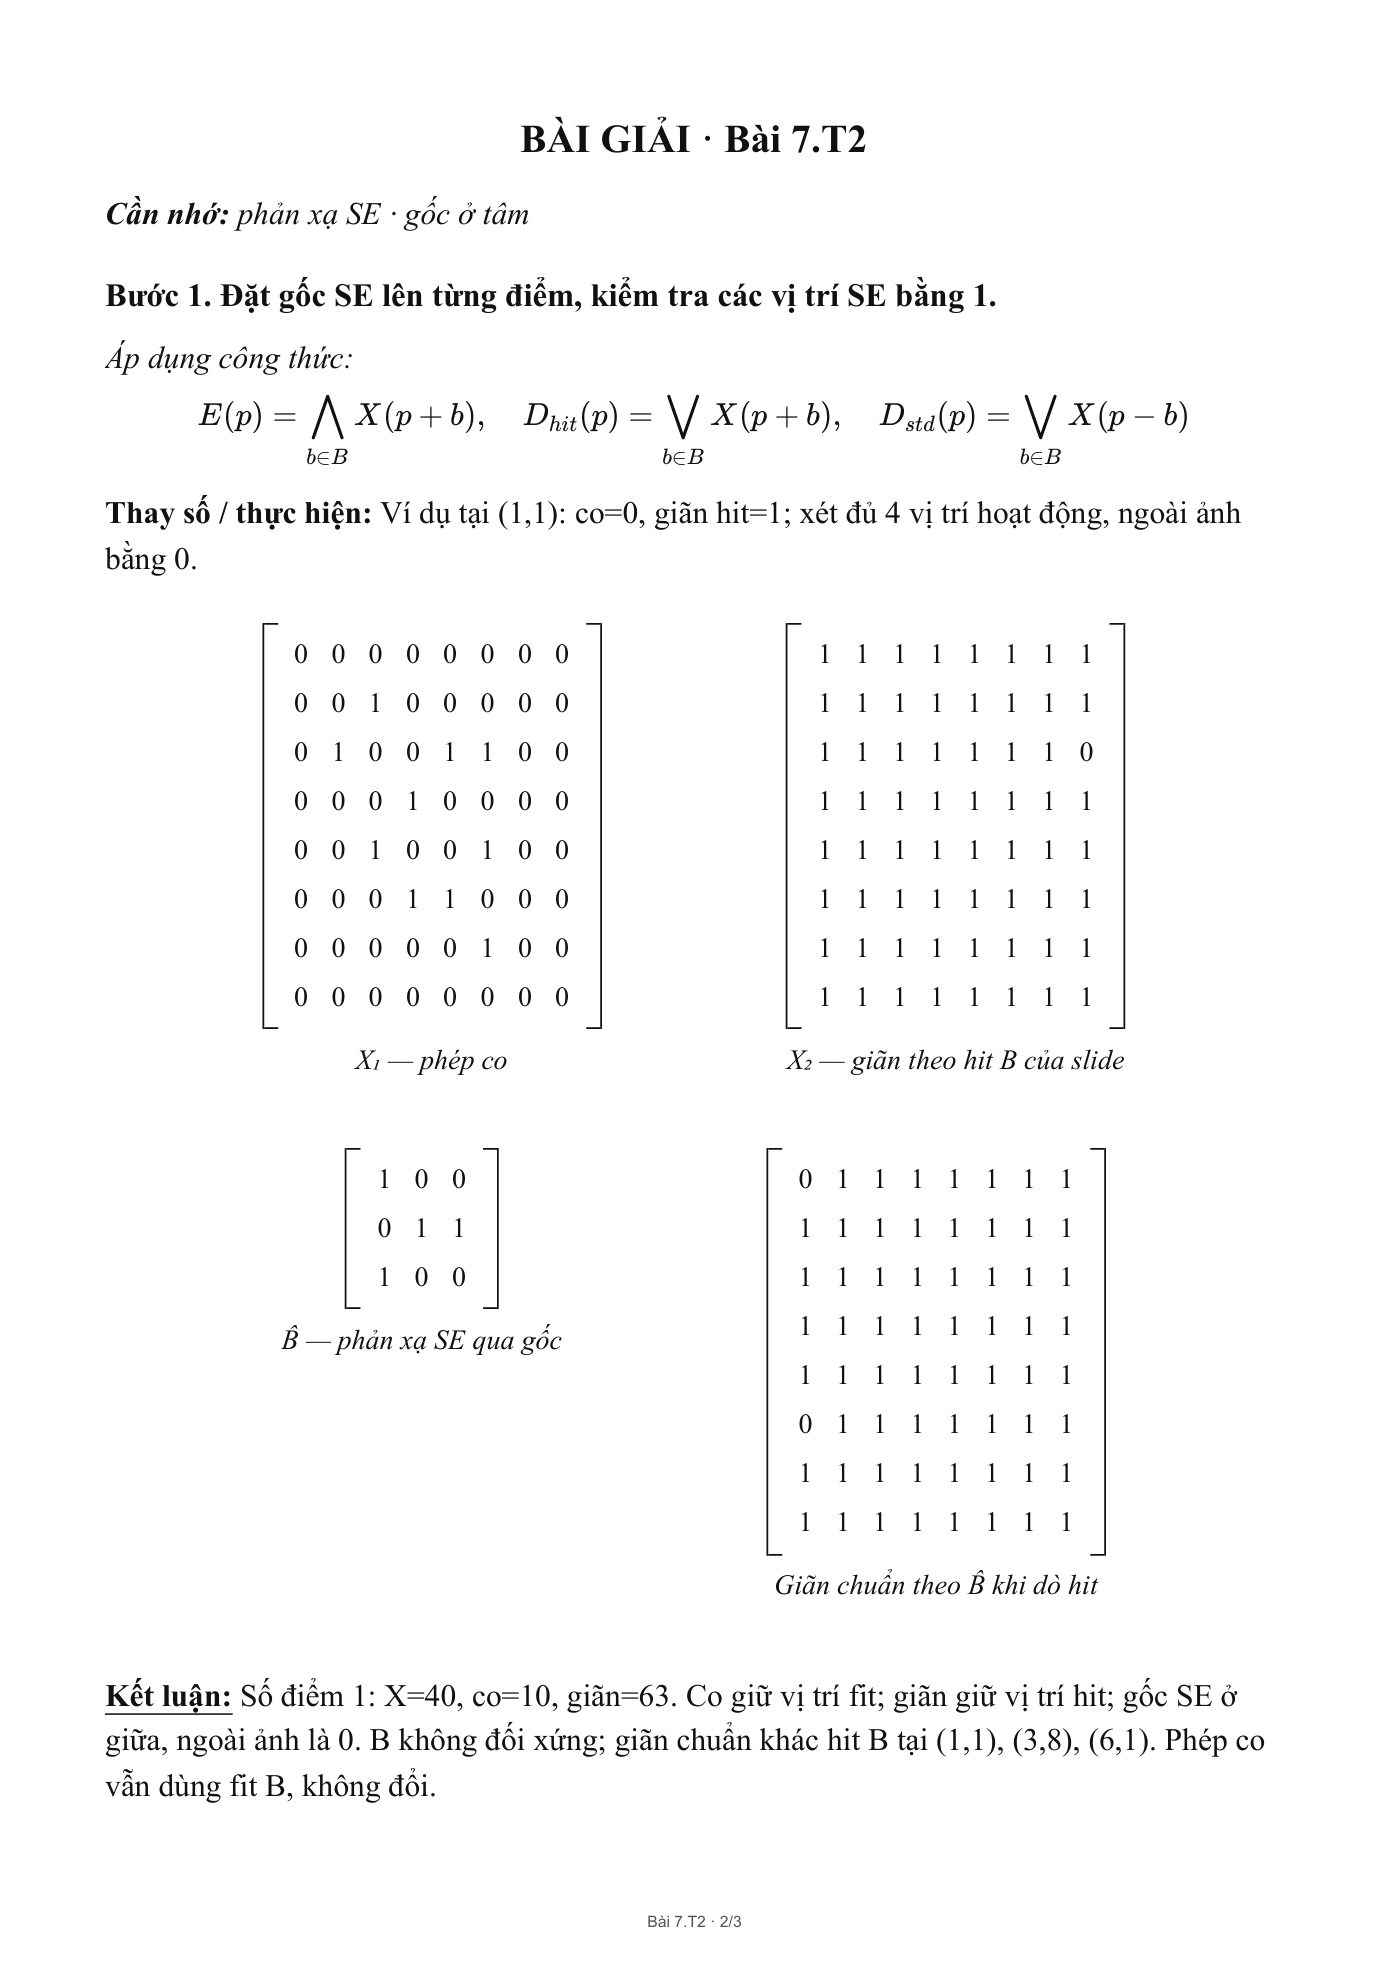 BÀI GIẢI · Bài 7.T2
Cần nhớ: phản xạ SE · gốc ở tâm
Bước 1. Đặt gốc SE lên từng điểm, kiểm tra các vị trí SE bằng 1.
Áp dụng công thức:
E(p) = ⋀_{b∈B} X(p + b), D_{hit}(p) = ⋁_{b∈B} X(p + b), D_{std}(p) = ⋁_{b∈B} X(p − b)
Thay số / thực hiện: Ví dụ tại (1,1): co=0, giãn hit=1; xét đủ 4 vị trí hoạt động, ngoài ảnh
bằng 0.
0 0 0 0 0 0 0 0
0 0 1 0 0 0 0 0
0 1 0 0 1 1 0 0
0 0 0 1 0 0 0 0
0 0 1 0 0 1 0 0
0 0 0 1 1 0 0 0
0 0 0 0 0 1 0 0
0 0 0 0 0 0 0 0
X₁ — phép co
1 1 1 1 1 1 1 1
1 1 1 1 1 1 1 1
1 1 1 1 1 1 1 0
1 1 1 1 1 1 1 1
1 1 1 1 1 1 1 1
1 1 1 1 1 1 1 1
1 1 1 1 1 1 1 1
1 1 1 1 1 1 1 1
X₂ — giãn theo hit B của slide
1 0 0
0 1 1
1 0 0
B̂ — phản xạ SE qua gốc
0 1 1 1 1 1 1 1
1 1 1 1 1 1 1 1
1 1 1 1 1 1 1 1
1 1 1 1 1 1 1 1
1 1 1 1 1 1 1 1
0 1 1 1 1 1 1 1
1 1 1 1 1 1 1 1
1 1 1 1 1 1 1 1
Giãn chuẩn theo B̂ khi dò hit
Kết luận: Số điểm 1: X=40, co=10, giãn=63. Co giữ vị trí fit; giãn giữ vị trí hit; gốc SE ở
giữa, ngoài ảnh là 0. B không đối xứng; giãn chuẩn khác hit B tại (1,1), (3,8), (6,1). Phép co
vẫn dùng fit B, không đổi.
Bài 7.T2 · 2/3